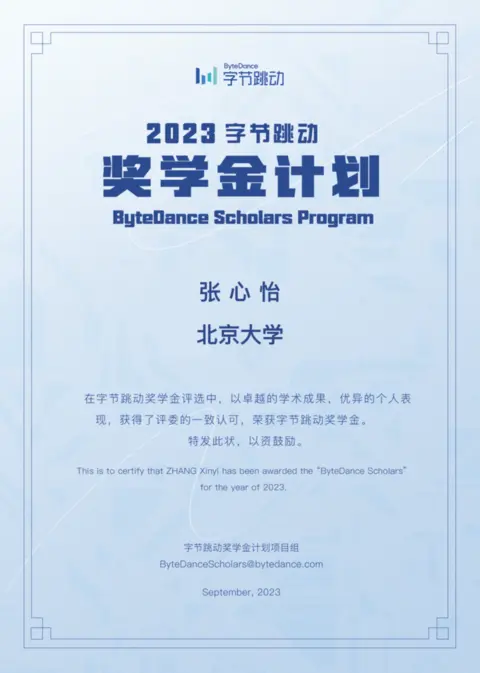 ByteDance
字节跳动
2023 字节跳动
奖学金计划
ByteDance Scholars Program
张心怡
北京大学
在字节跳动奖学金评选中，以卓越的学术成果、优异的个人表
现，获得了评委的一致认可，荣获字节跳动奖学金。
特发此状，以资鼓励。
This is to certify that ZHANG Xinyi has been awarded the “ByteDance Scholars”
for the year of 2023.
字节跳动奖学金计划项目组
ByteDanceScholars@bytedance.com
September, 2023